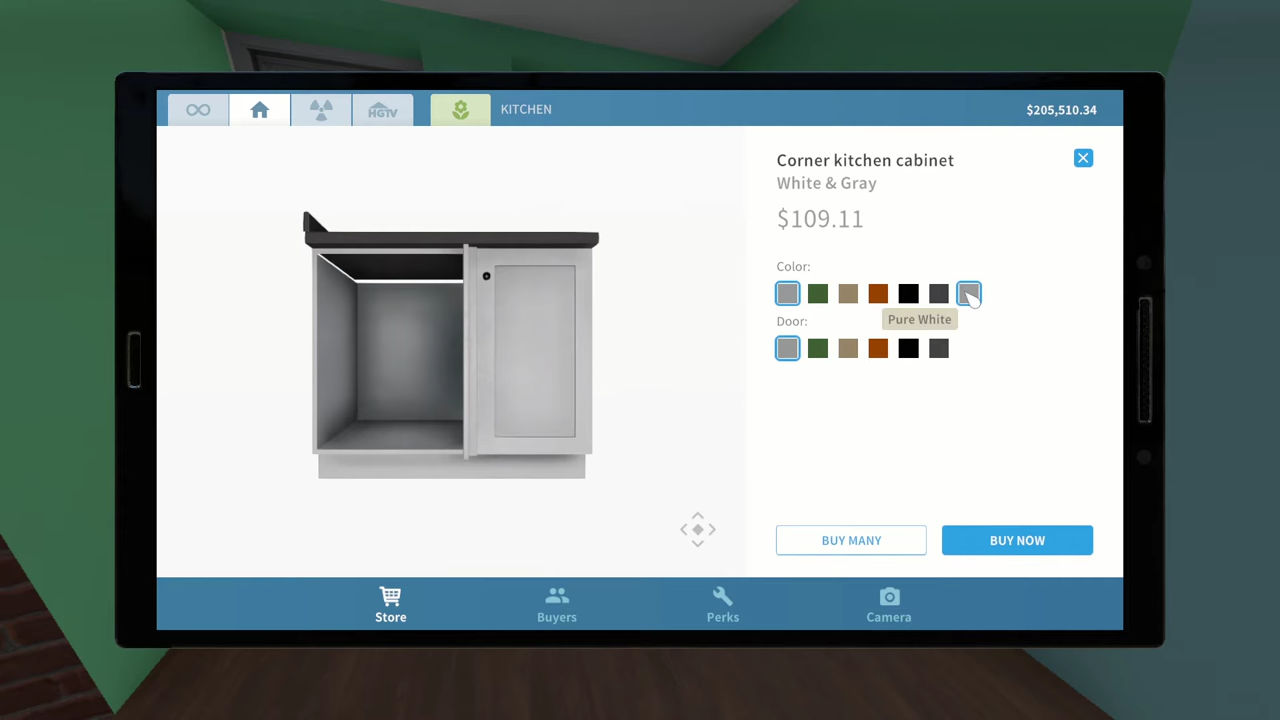 HGTV
KITCHEN
$205,510.34
Corner kitchen cabinet
White & Gray
$109.11
Color:
Pure White
Door:
BUY MANY
BUY NOW
Store
Buyers
Perks
Camera